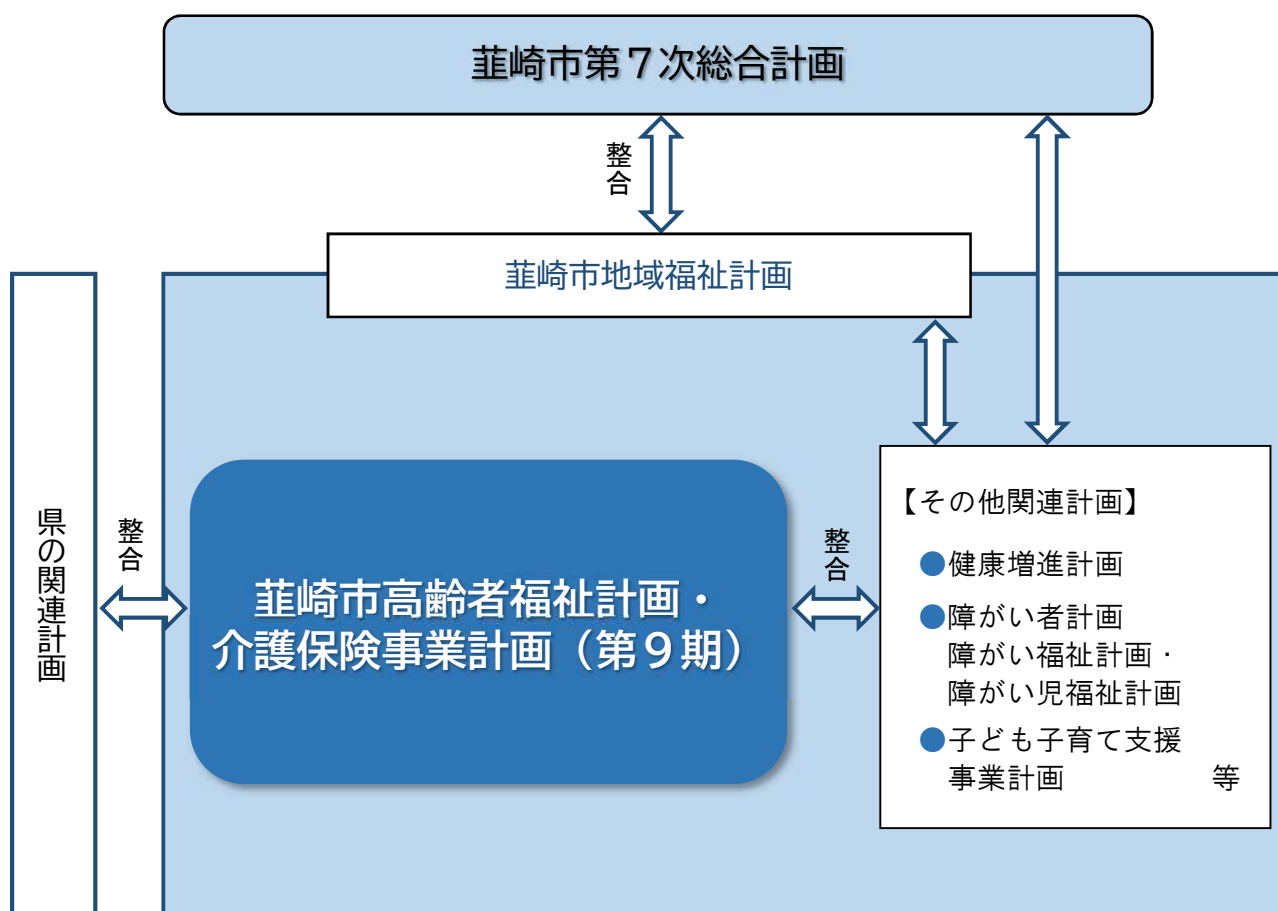 韮崎市第７次総合計画
整合
韮崎市地域福祉計画
県の関連計画
整合
韮崎市高齢者福祉計画・
介護保険事業計画（第９期）
整合
【その他関連計画】
●健康増進計画
●障がい者計画
障がい福祉計画・
障がい児福祉計画
●子ども子育て支援
事業計画 等